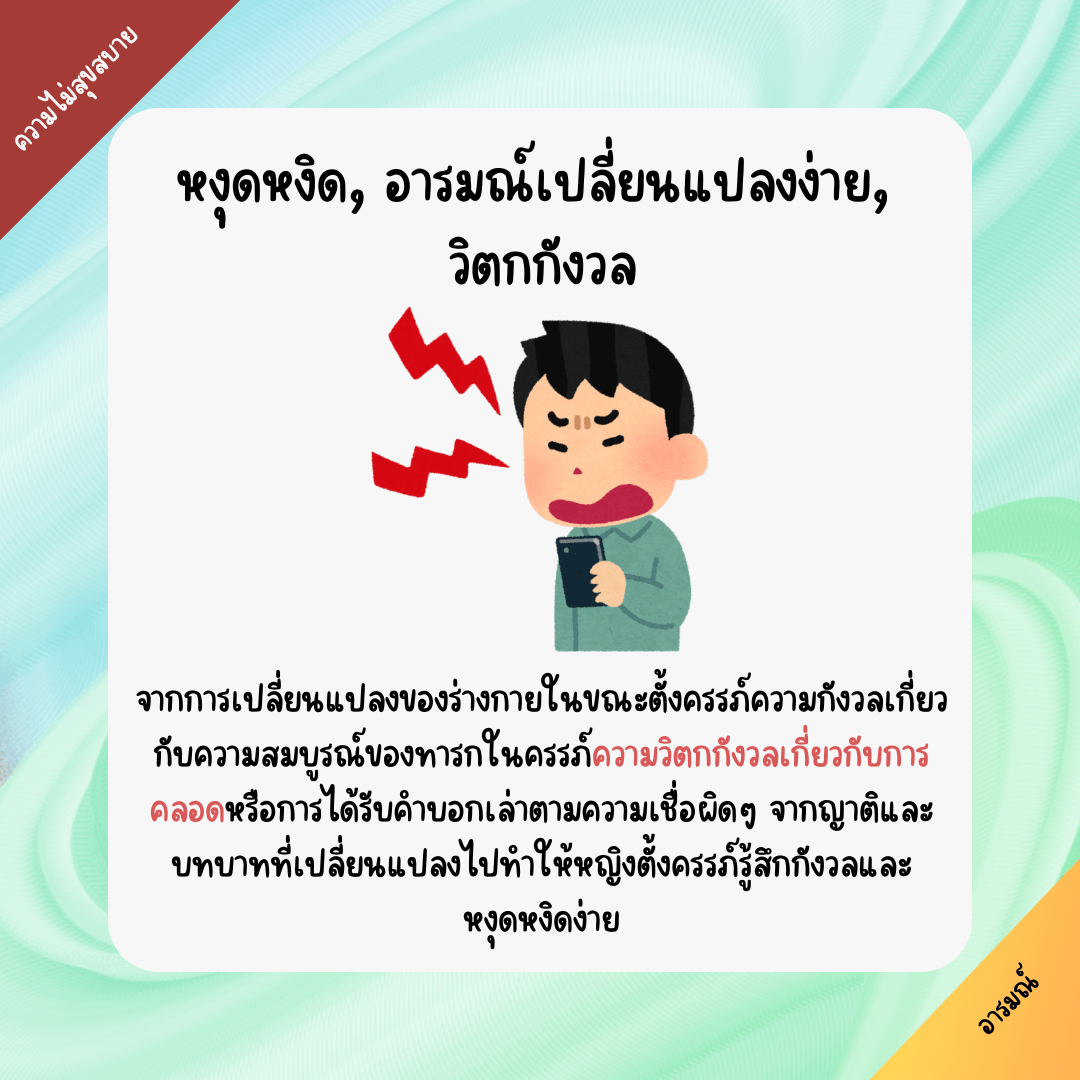 ความไม่สุขสบาย
หงุดหงิด, อารมณ์เปลี่ยนแปลงง่าย,
วิตกกังวล
จากการเปลี่ยนแปลงของร่างกายในขณะตั้งครรภ์ความกังวลเกี่ยว
กับความสมบูรณ์ของทารกในครรภ์ความวิตกกังวลเกี่ยวกับการ
คลอดหรือการได้รับคำบอกเล่าตามความเชื่อผิดๆ จากญาติและ
บทบาทที่เปลี่ยนแปลงไปทำให้หญิงตั้งครรภ์รู้สึกกังวลและ
หงุดหงิดง่าย
อารมณ์